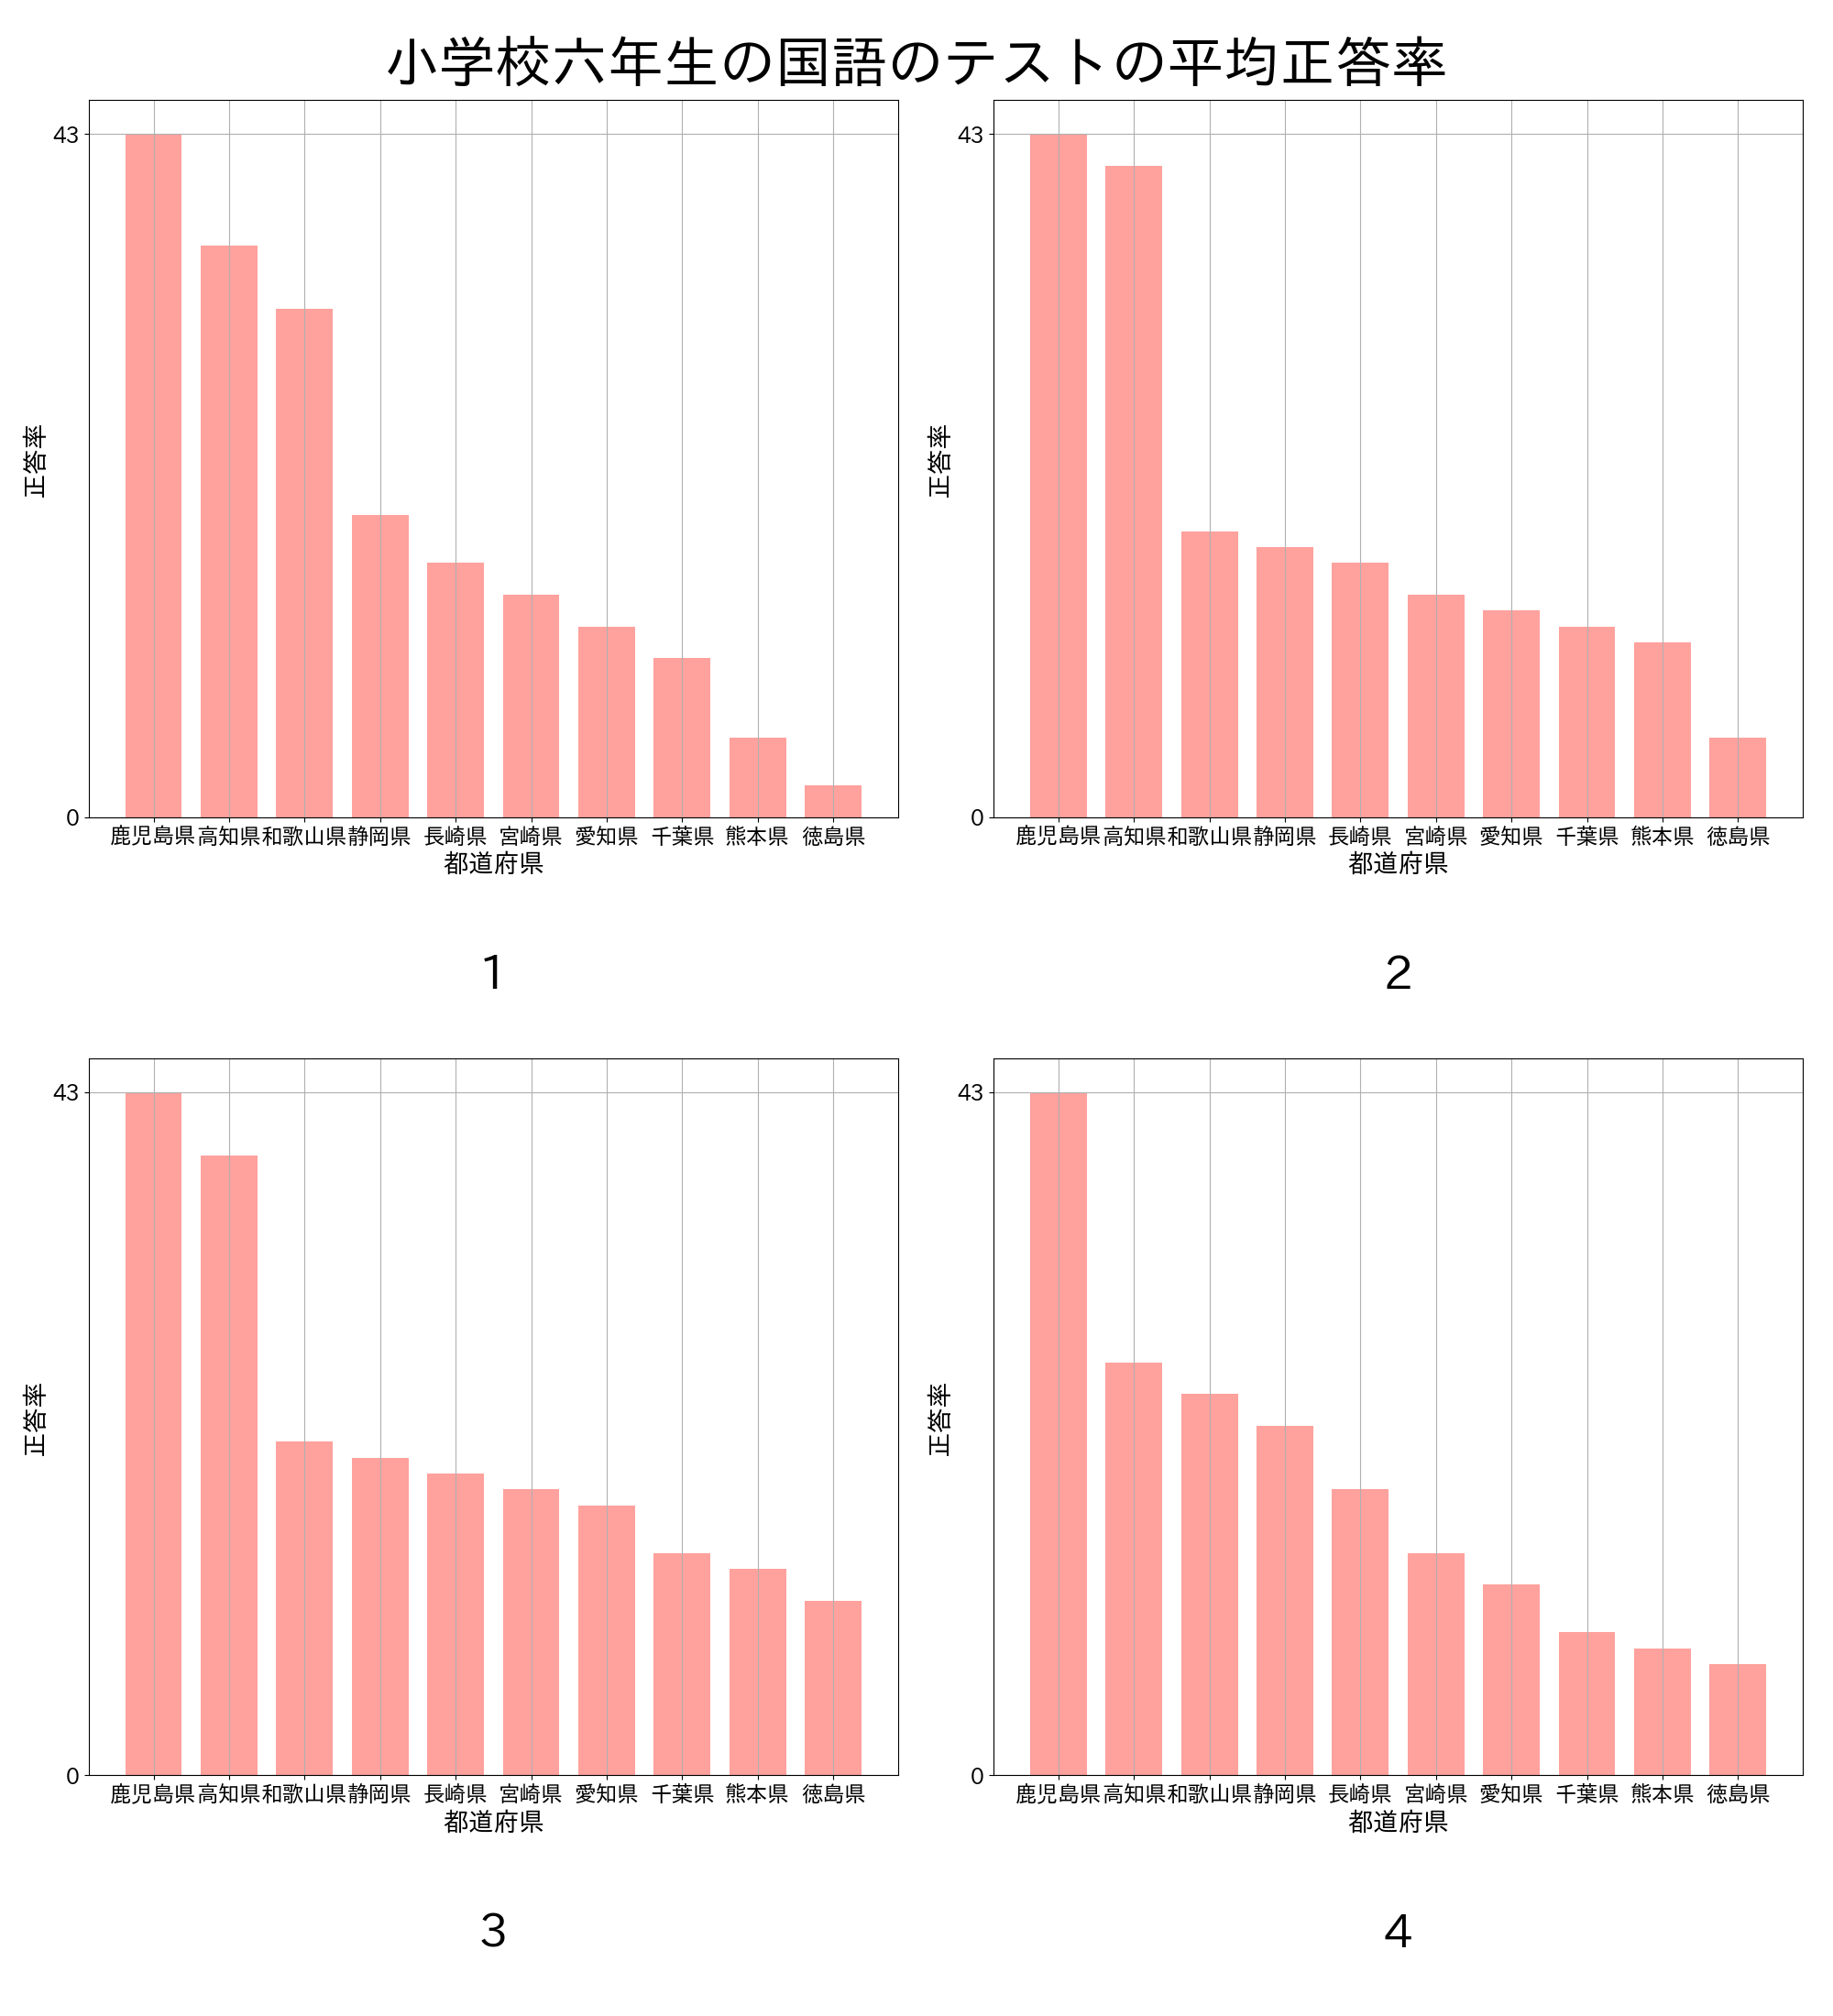 小学校六年生の国語のテストの平均正答率
43
0
正答率
鹿児島県 高知県 和歌山県 静岡県 長崎県 宮崎県 愛知県 千葉県 熊本県 徳島県
都道府県
1
43
0
正答率
鹿児島県 高知県 和歌山県 静岡県 長崎県 宮崎県 愛知県 千葉県 熊本県 徳島県
都道府県
2
43
0
正答率
鹿児島県 高知県 和歌山県 静岡県 長崎県 宮崎県 愛知県 千葉県 熊本県 徳島県
都道府県
3
43
0
正答率
鹿児島県 高知県 和歌山県 静岡県 長崎県 宮崎県 愛知県 千葉県 熊本県 徳島県
都道府県
4